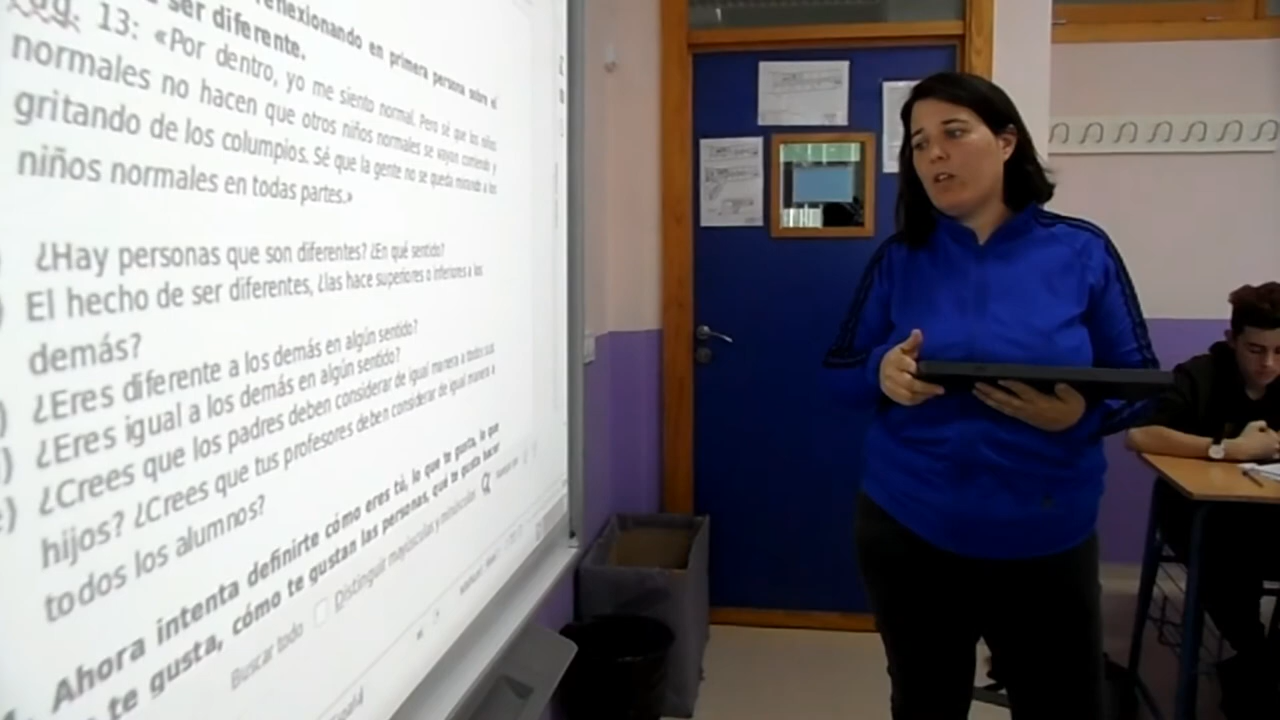 reflexionando en primera persona sobre el
ser diferente.
Pág. 13: «Por dentro, yo me siento normal. Pero sé que los niños
normales no hacen que otros niños normales se vayan corriendo y
gritando de los columpios. Sé que la gente no se queda mirando a los
niños normales en todas partes.»
¿Hay personas que son diferentes? ¿En qué sentido?
El hecho de ser diferentes, ¿las hace superiores o inferiores a los
demás?
¿Eres diferente a los demás en algún sentido?
¿Eres igual a los demás en algún sentido?
¿Crees que los padres deben considerar de igual manera a todos sus
hijos? ¿Crees que tus profesores deben considerar de igual manera a
todos los alumnos?
Ahora intenta definirte cómo eres tú, lo que te gusta, lo que
te gusta, cómo te gustan las personas, qué te gusta hacer
Buscar todo Distinguir mayúsculas y minúsculas